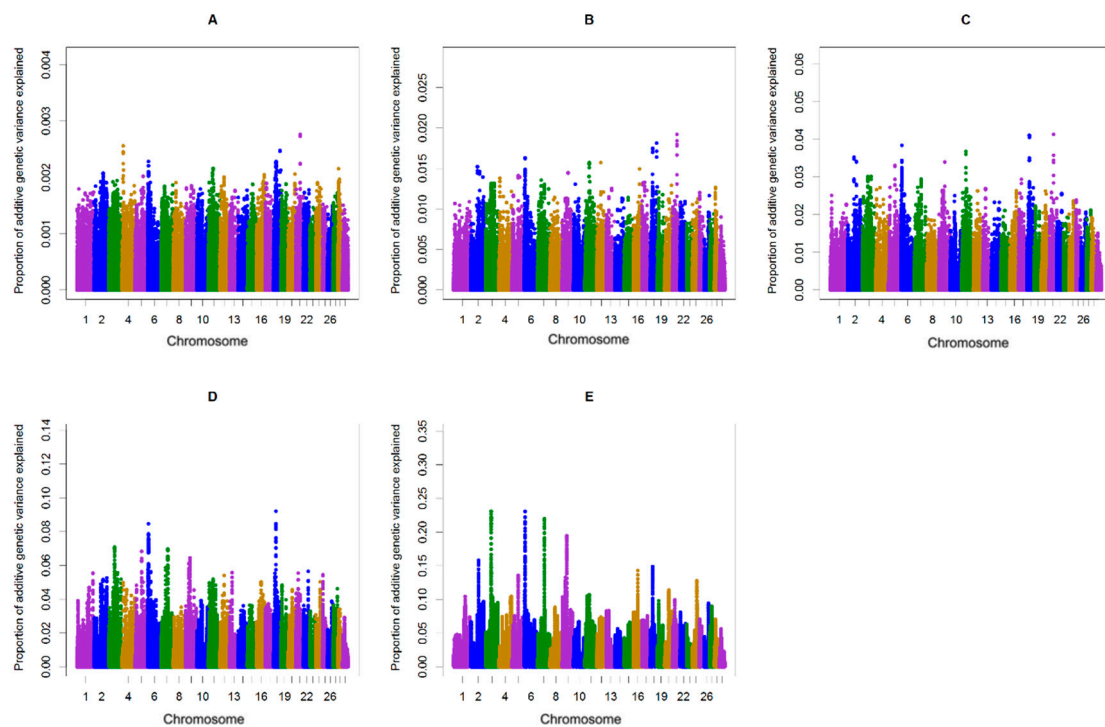 A
B
C
Proportion of additive genetic variance explained
0.004
0.003
0.002
0.001
0.000
1 2 4 6 8 10 13 16 19 22 26
Chromosome
Proportion of additive genetic variance explained
0.025
0.020
0.015
0.010
0.005
0.000
1 2 4 6 8 10 13 16 19 22 26
Chromosome
Proportion of additive genetic variance explained
0.06
0.05
0.04
0.03
0.02
0.01
0.00
1 2 4 6 8 10 13 16 19 22 26
Chromosome
D
E
Proportion of additive genetic variance explained
0.14
0.12
0.10
0.08
0.06
0.04
0.02
0.00
1 2 4 6 8 10 13 16 19 22 26
Chromosome
Proportion of additive genetic variance explained
0.35
0.30
0.25
0.20
0.15
0.10
0.05
0.00
1 2 4 6 8 10 13 16 19 22 26
Chromosome